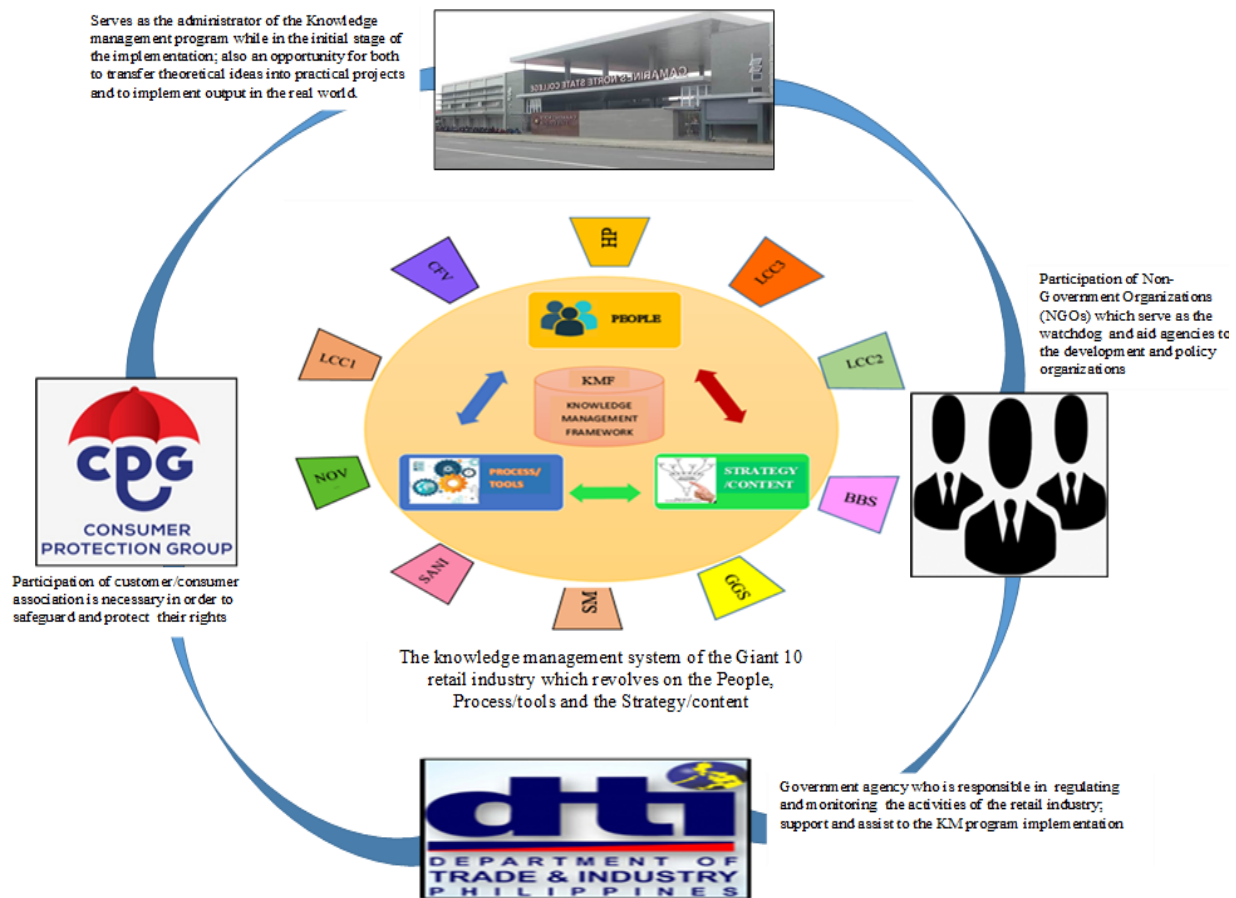 Serves as the administrator of the Knowledge
management program while in the initial stage of
the implementation; also an opportunity for both
to transfer theoretical ideas into practical projects
and to implement output in the real world.
CAMARINES NORTE STATE COLLEGE
HP
CFV
LCC3
PEOPLE
LCC1
LCC2
KMF
KNOWLEDGE
MANAGEMENT
FRAMEWORK
Participation of Non-
Government Organizations
(NGOs) which serve as the
watchdog and aid agencies to
the development and policy
organizations
NOV
PROCESS/
TOOLS
STRATEGY
/CONTENT
BBS
SANI
SM
GGS
CPG
CONSUMER
PROTECTION GROUP
Participation of customer/consumer
association is necessary in order to
safeguard and protect their rights
The knowledge management system of the Giant 10
retail industry which revolves on the People,
Process/tools and the Strategy/content
dti
DEPARTMENT OF
TRADE & INDUSTRY
PHILIPPINES
Government agency who is responsible in regulating
and monitoring the activities of the retail industry;
support and assist to the KM program implementation